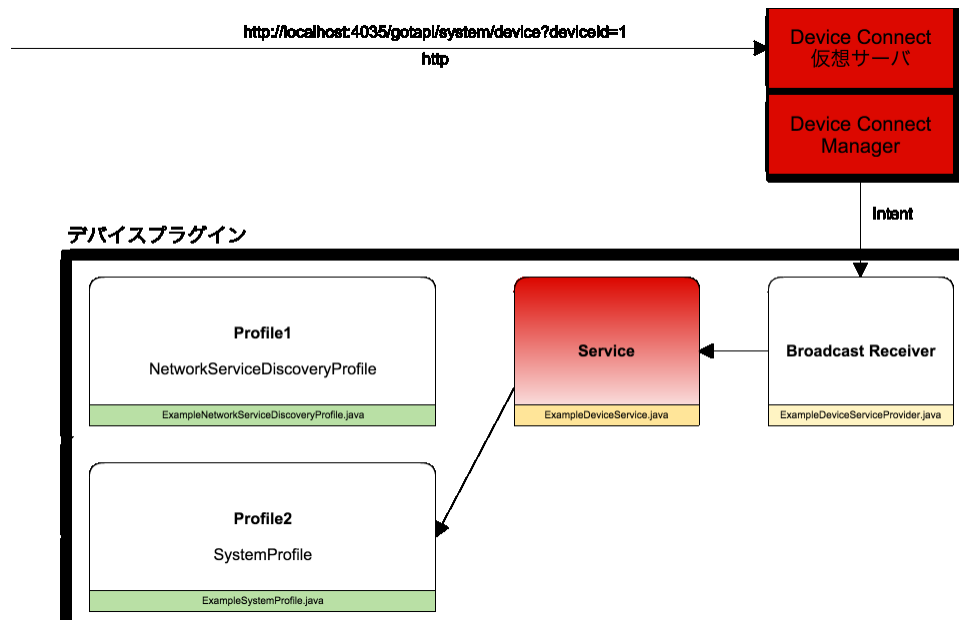 http://localhost:4035/gotapi/system/device?deviceId=1
http
Device Connect
仮想サーバ
Device Connect
Manager
Intent
デバイスプラグイン
Profile1
NetworkServiceDiscoveryProfile
ExampleNetworkServiceDiscoveryProfile.java
Service
ExampleDeviceService.java
Broadcast Receiver
ExampleDeviceServiceProvider.java
Profile2
SystemProfile
ExampleSystemProfile.java